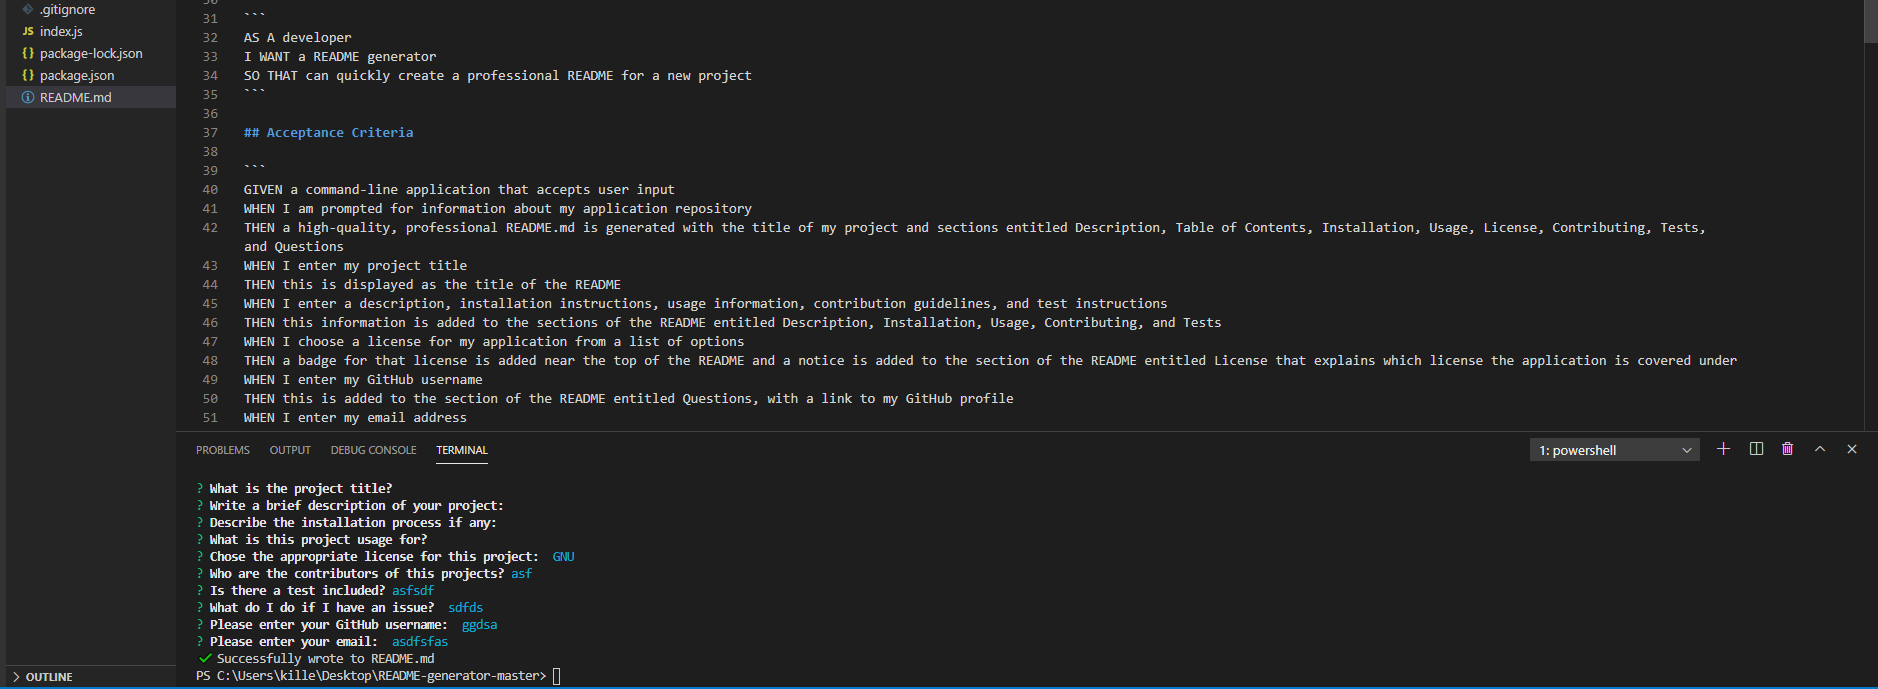 .gitignore
JS index.js
{} package-lock.json
{} package.json
README.md
OUTLINE
31 ```
32 AS A developer
33 I WANT a README generator
34 SO THAT can quickly create a professional README for a new project
35 ```
36
37 ## Acceptance Criteria
38
39 ```
40 GIVEN a command-line application that accepts user input
41 WHEN I am prompted for information about my application repository
42 THEN a high-quality, professional README.md is generated with the title of my project and sections entitled Description, Table of Contents, Installation, Usage, License, Contributing, Tests,
and Questions
43 WHEN I enter my project title
44 THEN this is displayed as the title of the README
45 WHEN I enter a description, installation instructions, usage information, contribution guidelines, and test instructions
46 THEN this information is added to the sections of the README entitled Description, Installation, Usage, Contributing, and Tests
47 WHEN I choose a license for my application from a list of options
48 THEN a badge for that license is added near the top of the README and a notice is added to the section of the README entitled License that explains which license the application is covered under
49 WHEN I enter my GitHub username
50 THEN this is added to the section of the README entitled Questions, with a link to my GitHub profile
51 WHEN I enter my email address
PROBLEMS OUTPUT DEBUG CONSOLE TERMINAL 1: powershell
? What is the project title?
? Write a brief description of your project:
? Describe the installation process if any:
? What is this project usage for?
? Chose the appropriate license for this project: GNU
? Who are the contributors of this projects? asf
? Is there a test included? asfsdf
? What do I do if I have an issue? sdfds
? Please enter your GitHub username: ggdsa
? Please enter your email: asdfsfas
✓ Successfully wrote to README.md
PS C:\Users\kille\Desktop\README-generator-master>